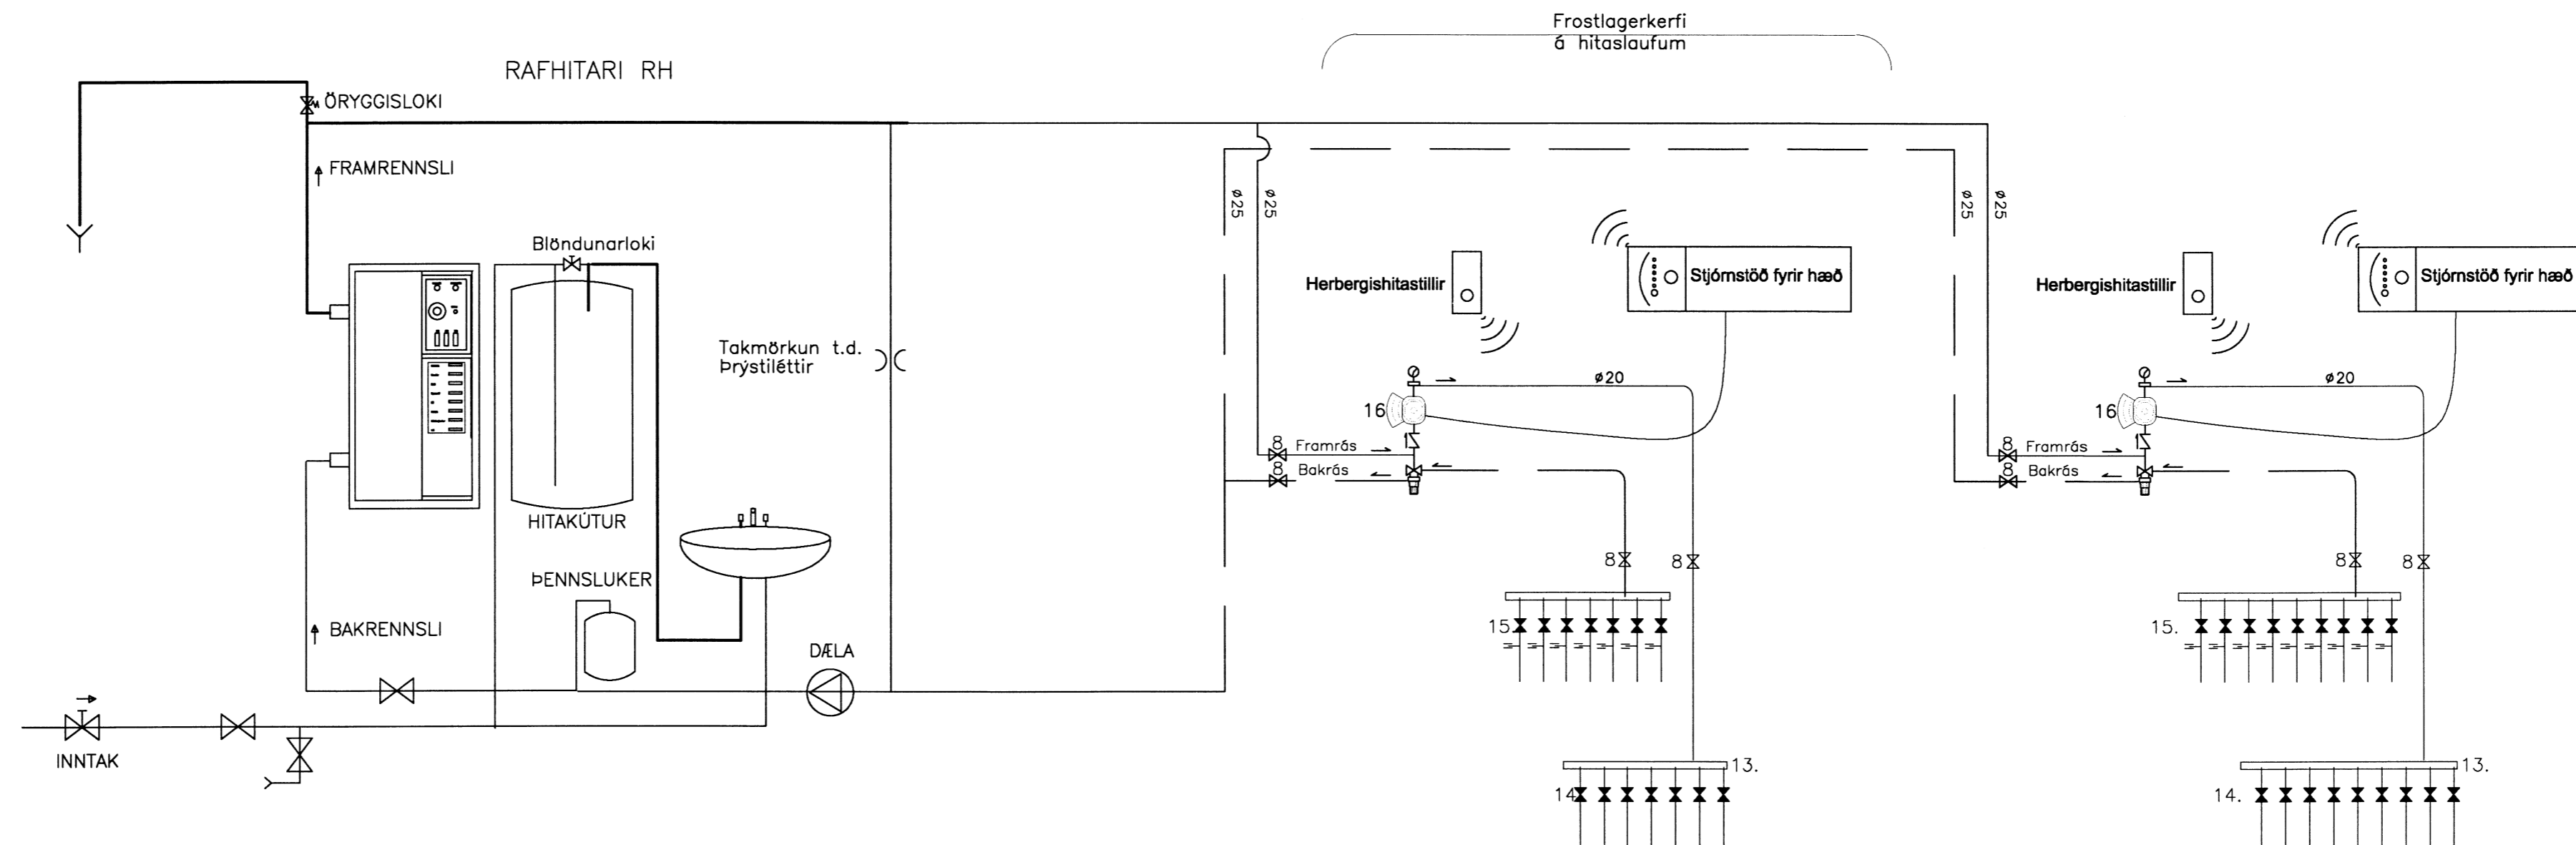 Frostlagerkerfi
á hitaslaufum
RAFHITARI RH
ÖRYGGISLOKI
FRAMRENNSLI
ø25
ø25
ø25
ø25
Blöndunarloki
Herbergishitastillir
Stjórnstöð fyrir hæð
Herbergishitastillir
Stjórnstöð fyrir hæð
Takmörkun t.d.
Þrýstiléttir
ø20
ø20
16
16
8
Framrás
8
Framrás
8
Bakrás
8
Bakrás
HITAKÚTUR
ÞENNSLUKER
8
8
8
8
BAKRENNSLI
15
15.
DÆLA
INNTAK
13.
13.
14
14.